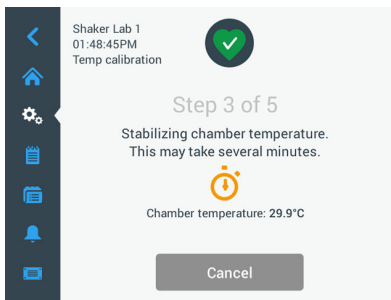 Shaker Lab 1
01:48:45PM
Temp calibration
Step 3 of 5
Stabilizing chamber temperature.
This may take several minutes.
Chamber temperature: 29.9°C
Cancel